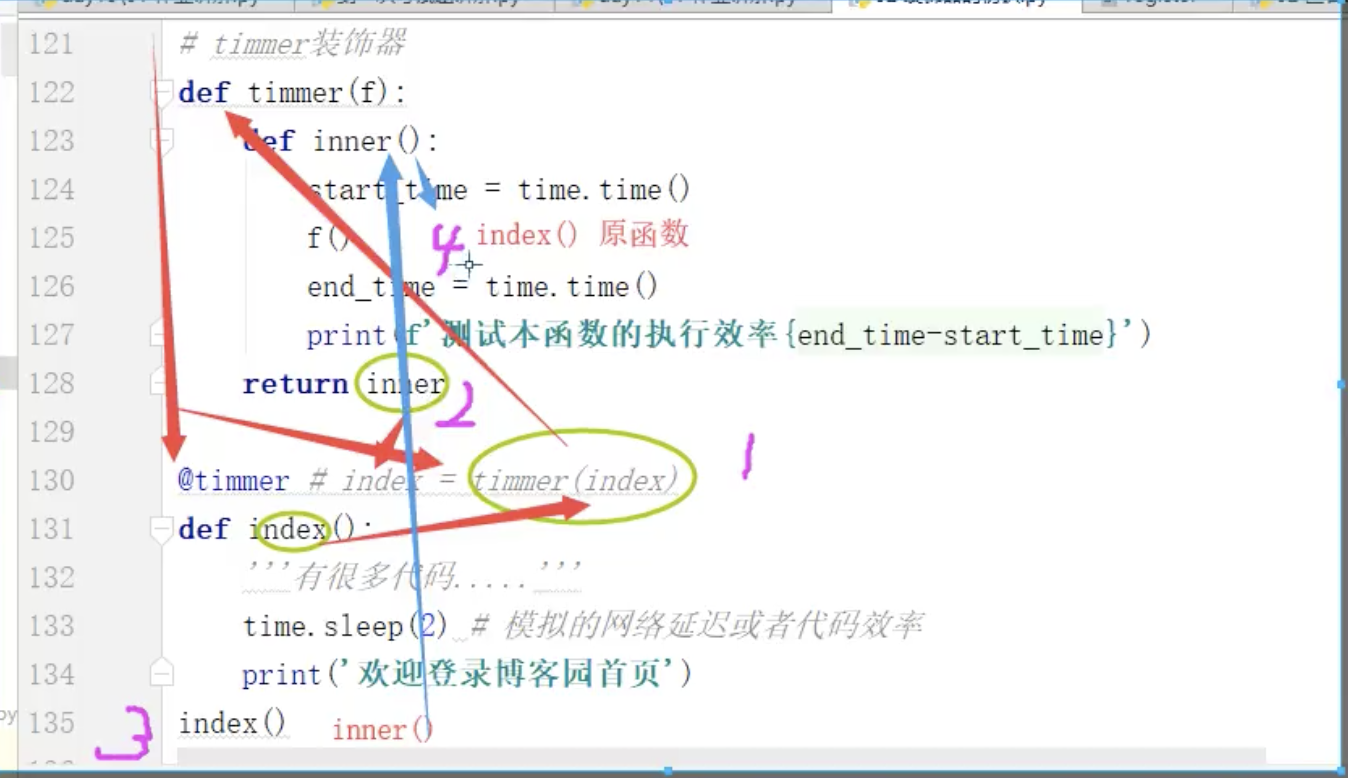 121 # timmer装饰器
122 def timmer(f):
123 def inner():
124 start_time = time.time()
125 f() 4 index() 原函数
126 end_time = time.time()
127 print(f'测试本函数的执行效率{end_time-start_time}')
128 return inner 2
129
130 @timmer # index = timmer(index) 1
131 def index():
132 '''有很多代码.....'''
133 time.sleep(2) # 模拟的网络延迟或者代码效率
134 print('欢迎登录博客园首页')
3 135 index() inner()